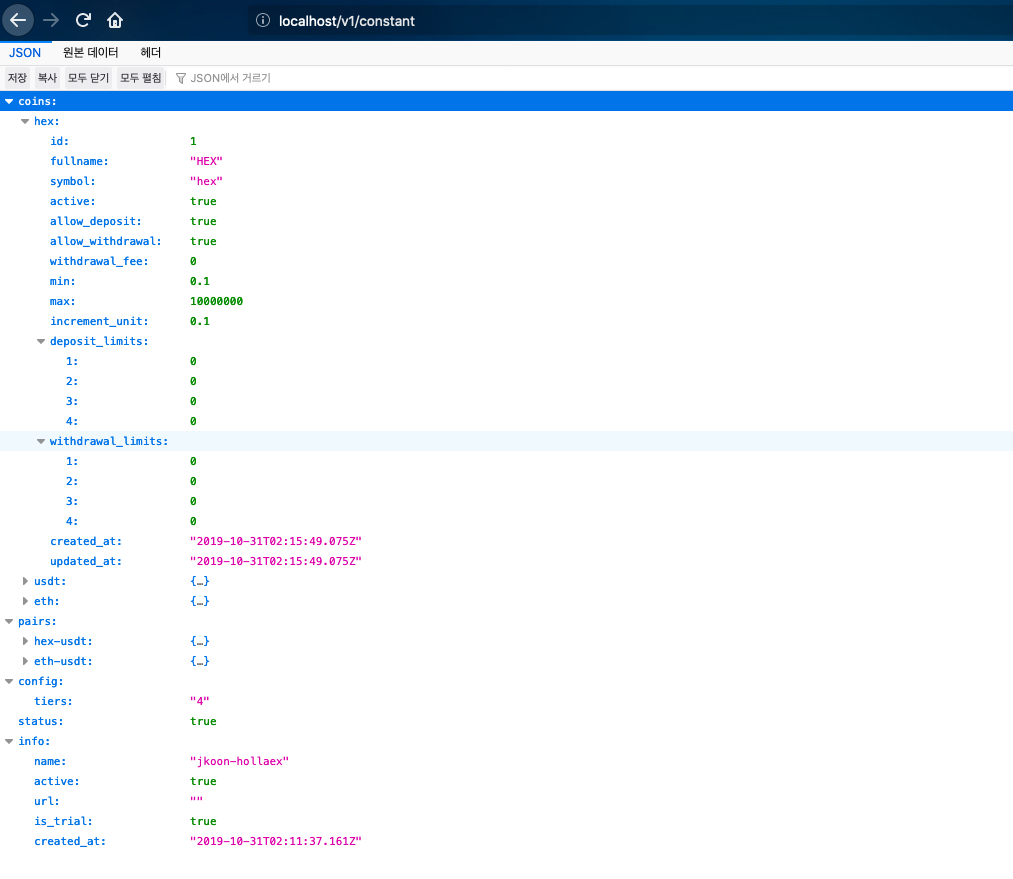 localhost/v1/constant
JSON 원본 데이터 헤더
저장 복사 모두 닫기 모두 펼침 JSON에서 거르기
coins:
hex:
id: 1
fullname: "HEX"
symbol: "hex"
active: true
allow_deposit: true
allow_withdrawal: true
withdrawal_fee: 0
min: 0.1
max: 10000000
increment_unit: 0.1
deposit_limits:
1: 0
2: 0
3: 0
4: 0
withdrawal_limits:
1: 0
2: 0
3: 0
4: 0
created_at: "2019-10-31T02:15:49.075Z"
updated_at: "2019-10-31T02:15:49.075Z"
usdt: {…}
eth: {…}
pairs:
hex-usdt: {…}
eth-usdt: {…}
config:
tiers: "4"
status: true
info:
name: "jkoon-hollaex"
active: true
url: ""
is_trial: true
created_at: "2019-10-31T02:11:37.161Z"